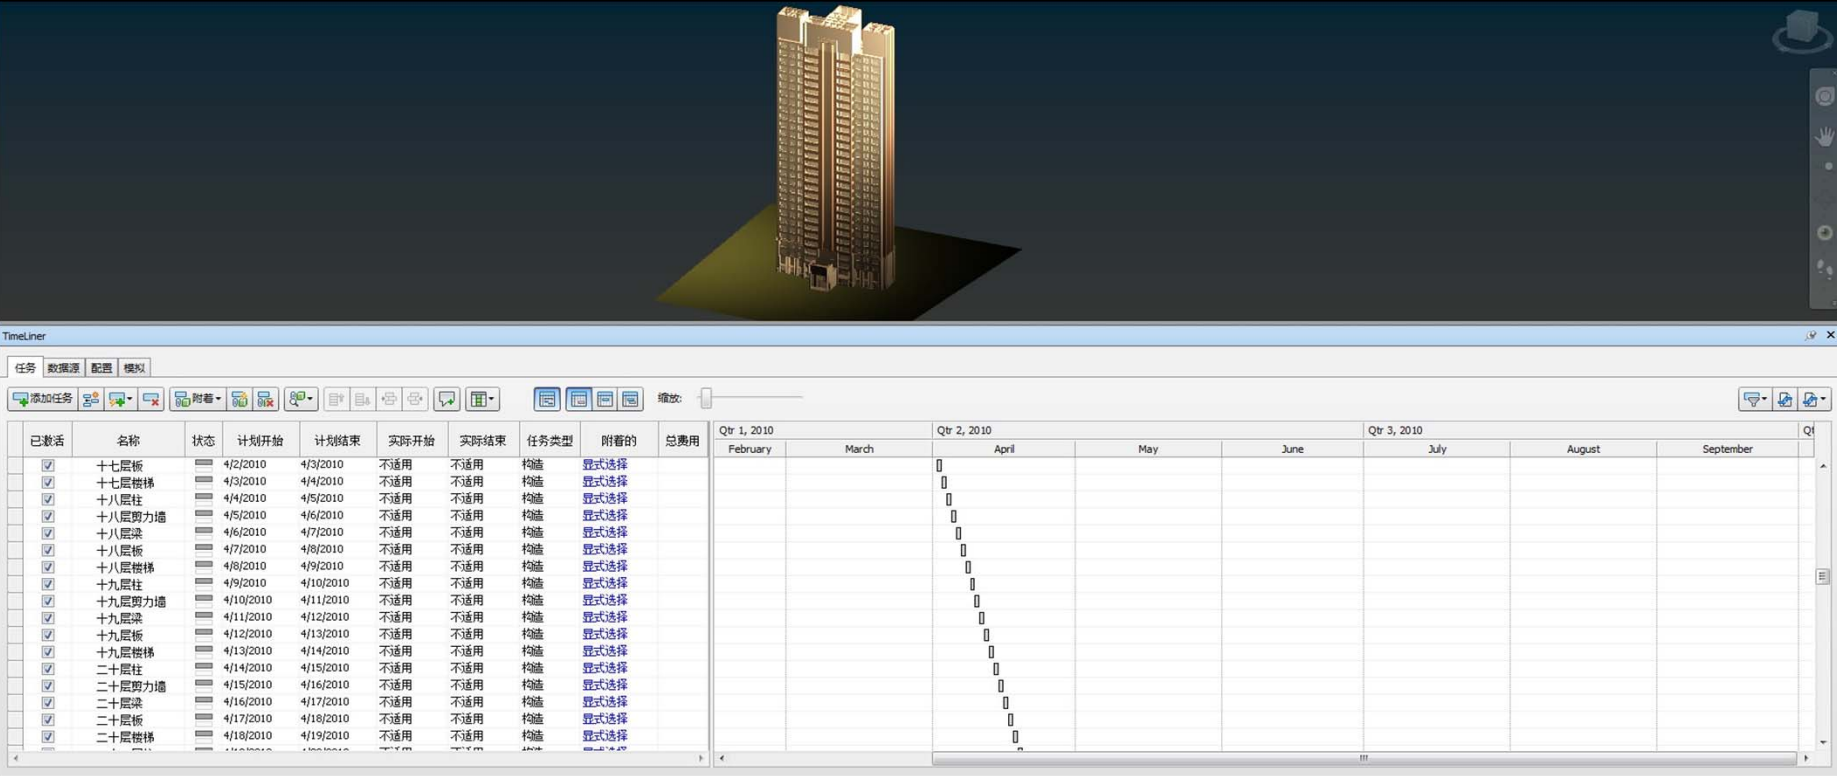 TimeLiner
任务 数据源 配置 模拟
添加任务 附着 缩放:
已激活 名称 状态 计划开始 计划结束 实际开始 实际结束 任务类型 附着的 总费用 Qtr 1, 2010 Qtr 2, 2010 Qtr 3, 2010
February March April May June July August September
十七层板 4/2/2010 4/3/2010 不适用 不适用 构造 显式选择
十七层楼梯 4/3/2010 4/4/2010 不适用 不适用 构造 显式选择
十八层柱 4/4/2010 4/5/2010 不适用 不适用 构造 显式选择
十八层剪力墙 4/5/2010 4/6/2010 不适用 不适用 构造 显式选择
十八层梁 4/6/2010 4/7/2010 不适用 不适用 构造 显式选择
十八层板 4/7/2010 4/8/2010 不适用 不适用 构造 显式选择
十八层楼梯 4/8/2010 4/9/2010 不适用 不适用 构造 显式选择
十九层柱 4/9/2010 4/10/2010 不适用 不适用 构造 显式选择
十九层剪力墙 4/10/2010 4/11/2010 不适用 不适用 构造 显式选择
十九层梁 4/11/2010 4/12/2010 不适用 不适用 构造 显式选择
十九层板 4/12/2010 4/13/2010 不适用 不适用 构造 显式选择
十九层楼梯 4/13/2010 4/14/2010 不适用 不适用 构造 显式选择
二十层柱 4/14/2010 4/15/2010 不适用 不适用 构造 显式选择
二十层剪力墙 4/15/2010 4/16/2010 不适用 不适用 构造 显式选择
二十层梁 4/16/2010 4/17/2010 不适用 不适用 构造 显式选择
二十层板 4/17/2010 4/18/2010 不适用 不适用 构造 显式选择
二十层楼梯 4/18/2010 4/19/2010 不适用 不适用 构造 显式选择